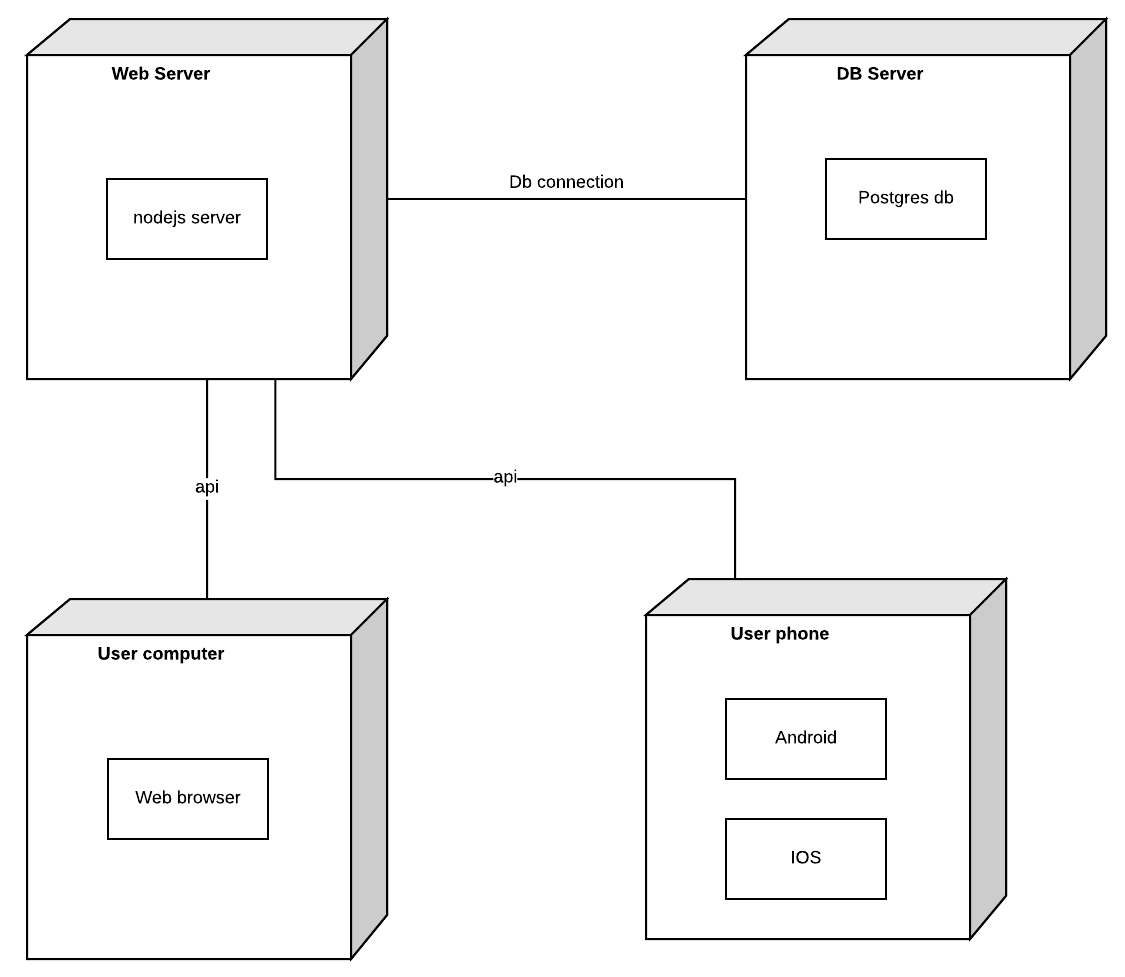 Web Server
DB Server
nodejs server
Db connection
Postgres db
api
api
User computer
Web browser
User phone
Android
IOS